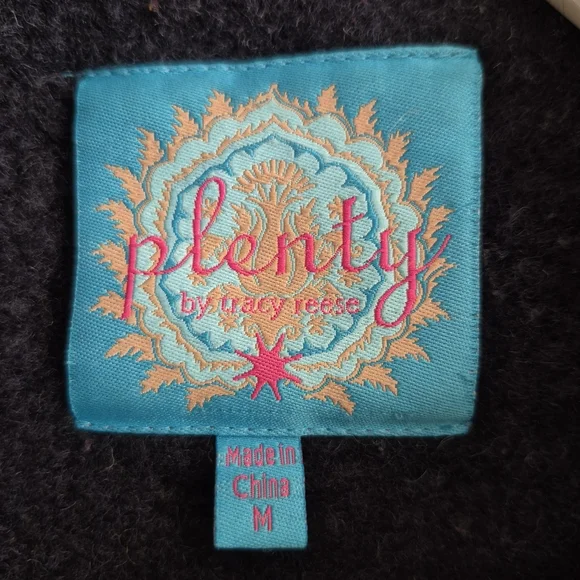 plenty
by tracy reese
Made in
China
M